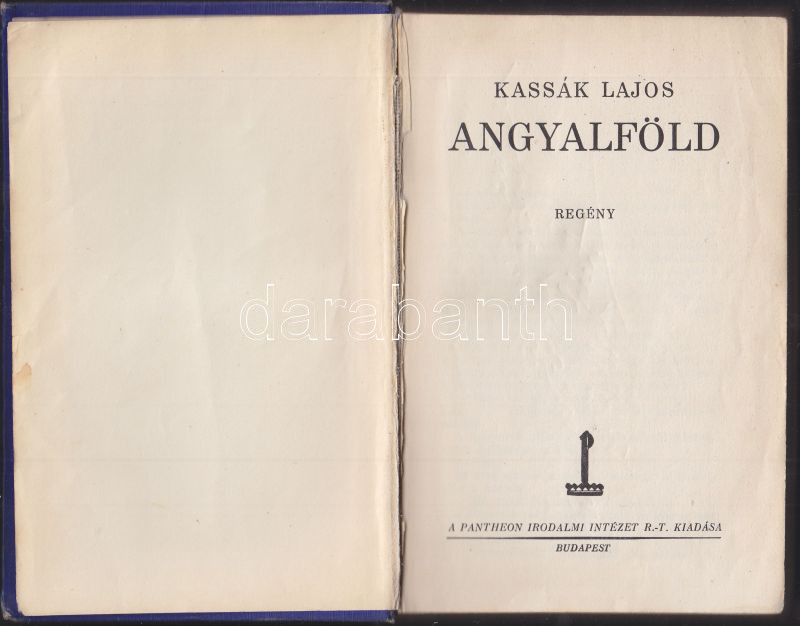 KASSÁK LAJOS
ANGYALFÖLD
REGÉNY
darabanth
A PANTHEON IRODALMI INTÉZET R.-T. KIADÁSA
BUDAPEST